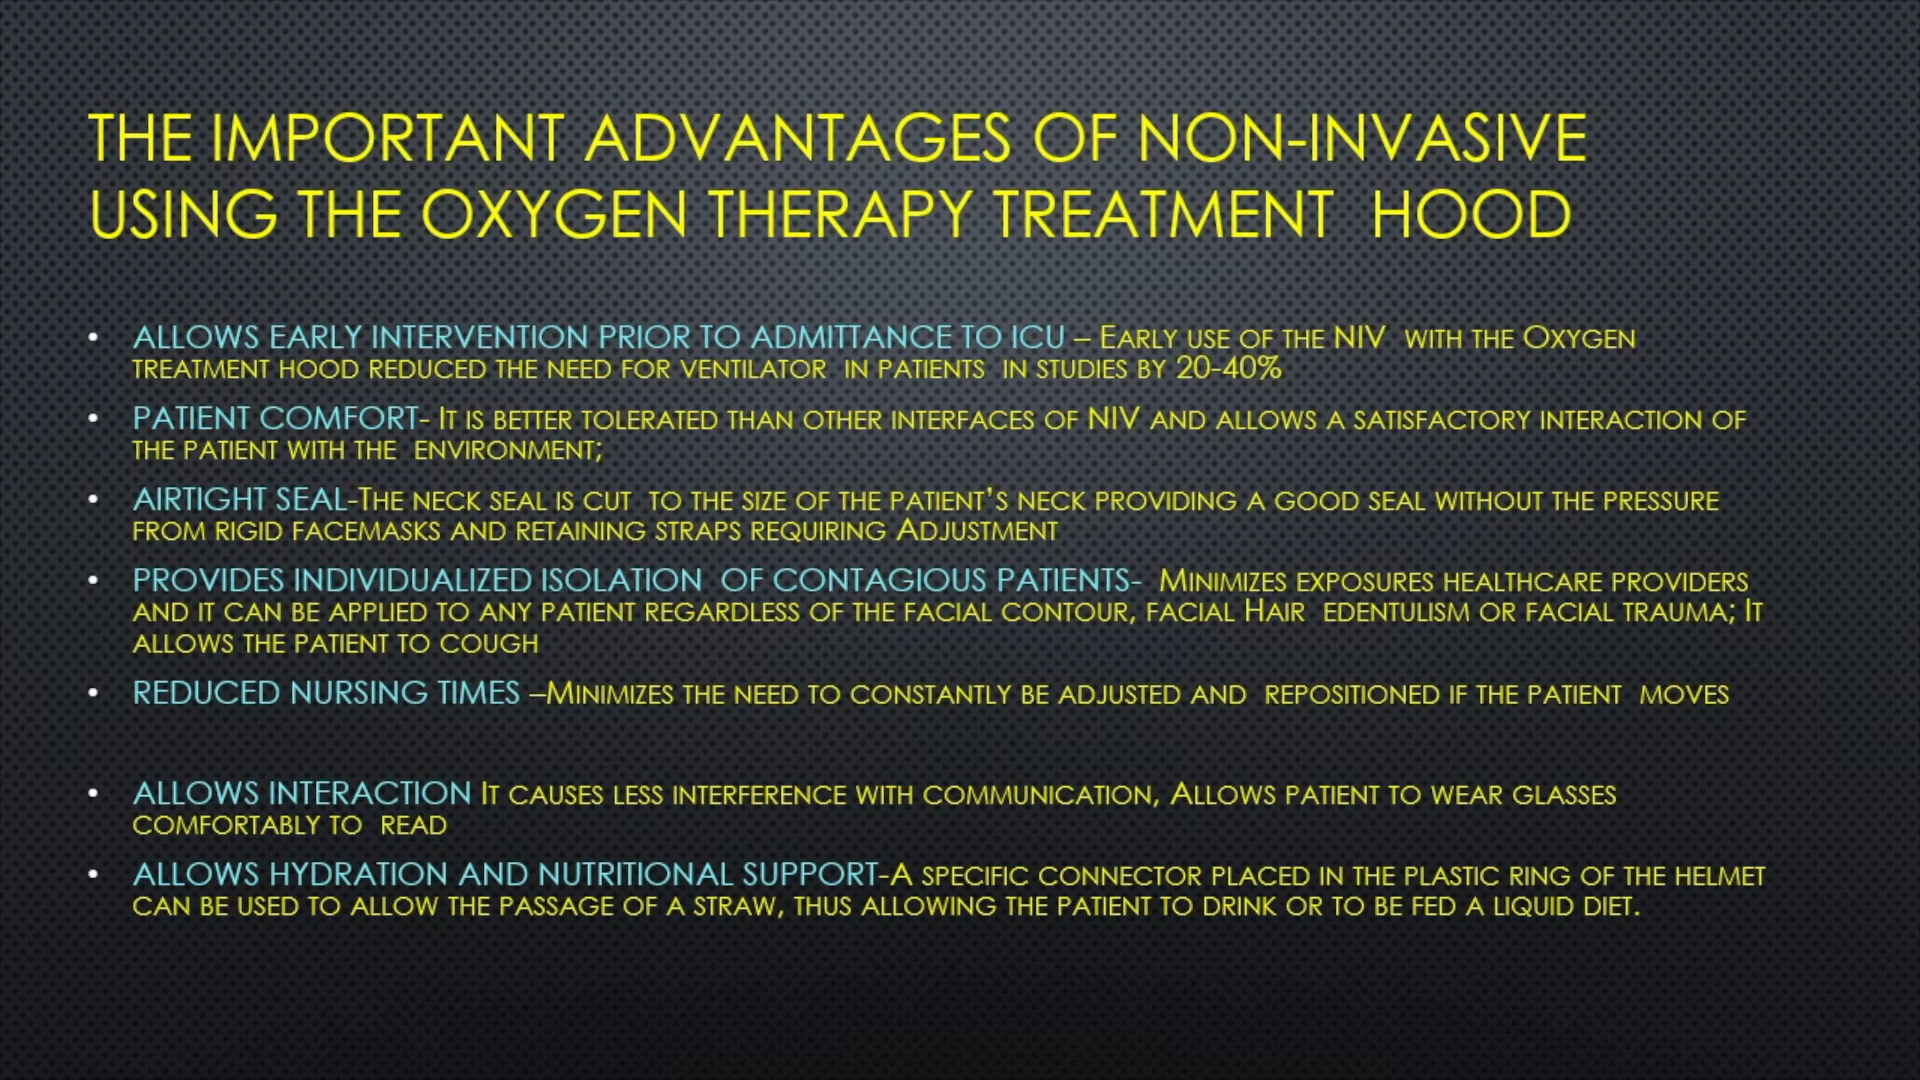 THE IMPORTANT ADVANTAGES OF NON-INVASIVE
USING THE OXYGEN THERAPY TREATMENT HOOD
• ALLOWS EARLY INTERVENTION PRIOR TO ADMITTANCE TO ICU – EARLY USE OF THE NIV WITH THE OXYGEN
TREATMENT HOOD REDUCED THE NEED FOR VENTILATOR IN PATIENTS IN STUDIES BY 20-40%
• PATIENT COMFORT- IT IS BETTER TOLERATED THAN OTHER INTERFACES OF NIV AND ALLOWS A SATISFACTORY INTERACTION OF
THE PATIENT WITH THE ENVIRONMENT;
• AIRTIGHT SEAL-THE NECK SEAL IS CUT TO THE SIZE OF THE PATIENT’S NECK PROVIDING A GOOD SEAL WITHOUT THE PRESSURE
FROM RIGID FACEMASKS AND RETAINING STRAPS REQUIRING ADJUSTMENT
• PROVIDES INDIVIDUALIZED ISOLATION OF CONTAGIOUS PATIENTS- MINIMIZES EXPOSURES HEALTHCARE PROVIDERS
AND IT CAN BE APPLIED TO ANY PATIENT REGARDLESS OF THE FACIAL CONTOUR, FACIAL HAIR EDENTULISM OR FACIAL TRAUMA; IT
ALLOWS THE PATIENT TO COUGH
• REDUCED NURSING TIMES –MINIMIZES THE NEED TO CONSTANTLY BE ADJUSTED AND REPOSITIONED IF THE PATIENT MOVES
• ALLOWS INTERACTION IT CAUSES LESS INTERFERENCE WITH COMMUNICATION, ALLOWS PATIENT TO WEAR GLASSES
COMFORTABLY TO READ
• ALLOWS HYDRATION AND NUTRITIONAL SUPPORT-A SPECIFIC CONNECTOR PLACED IN THE PLASTIC RING OF THE HELMET
CAN BE USED TO ALLOW THE PASSAGE OF A STRAW, THUS ALLOWING THE PATIENT TO DRINK OR TO BE FED A LIQUID DIET.